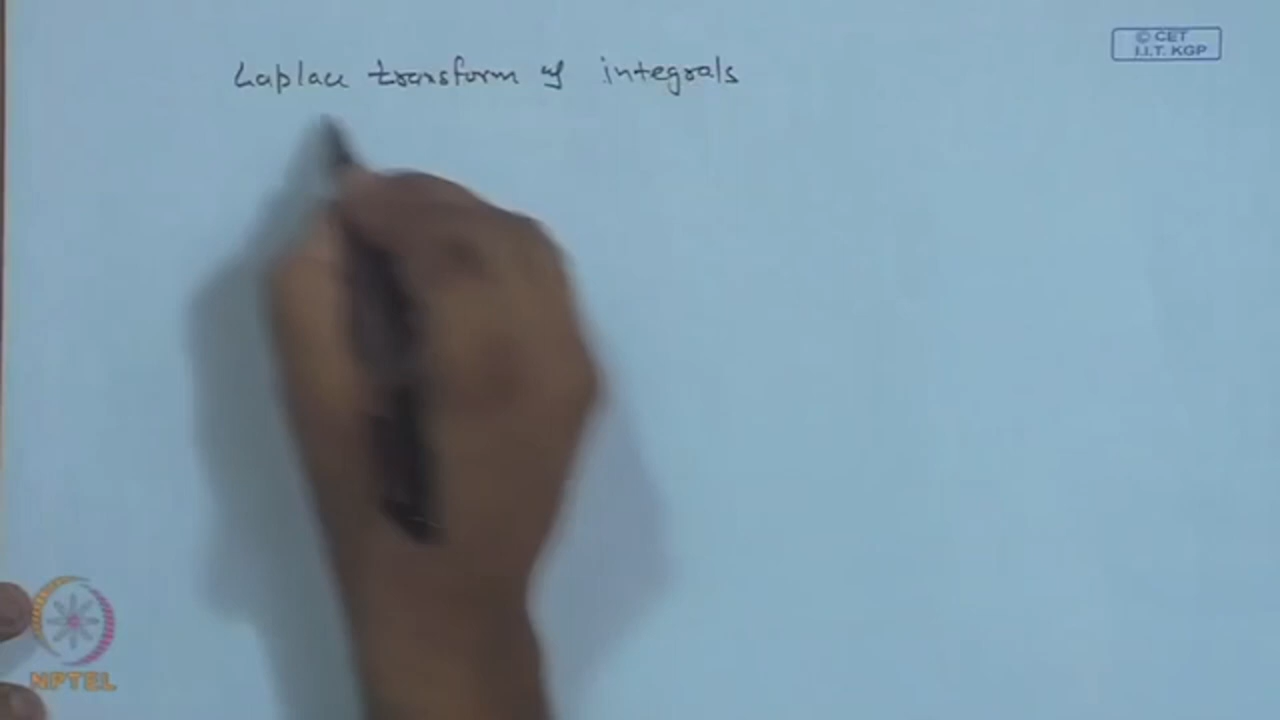 Laplace transform of integrals
© CET
I.I.T. KGP
NPTEL